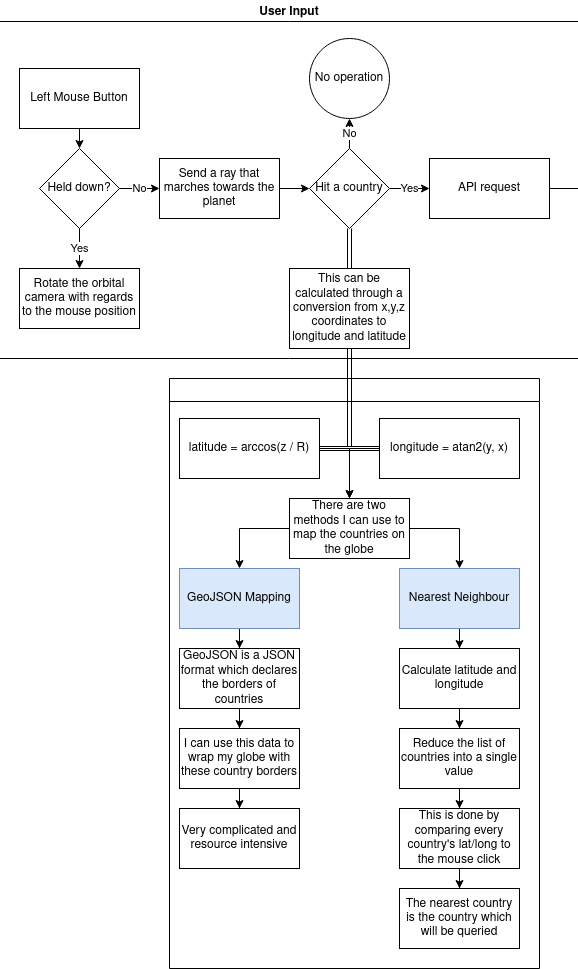 User Input
Left Mouse Button
No operation
No
Held down?
No
Send a ray that
marches towards the
planet
Hit a country
Yes
API request
Yes
Rotate the orbital
camera with regards
to the mouse position
This can be
calculated through a
conversion from x,y,z
coordinates to
longitude and latitude
latitude = arccos(z / R)
longitude = atan2(y, x)
There are two
methods I can use to
map the countries on
the globe
GeoJSON Mapping
Nearest Neighbour
GeoJSON is a JSON
format which declares
the borders of
countries
Calculate latitude and
longitude
I can use this data to
wrap my globe with
these country borders
Reduce the list of
countries into a single
value
Very complicated and
resource intensive
This is done by
comparing every
country's lat/long to
the mouse click
The nearest country
is the country which
will be queried